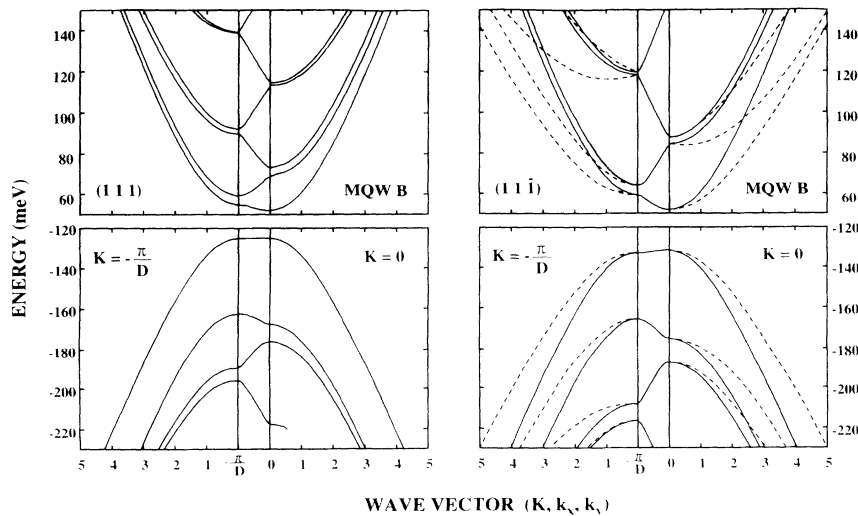 140 140
120 120
100 100
80 80
60 60
(1 1 1) MQW B (1 1 1̄) MQW B
-120 -120
-140 -140
-160 -160
-180 -180
-200 -200
-220 -220
K = - π/D K = 0 K = - π/D K = 0
ENERGY (meV)
5 4 3 2 1 π/D 0 1 2 3 4 5 5 4 3 2 1 π/D 0 1 2 3 4 5
WAVE VECTOR (K, kx, ky)